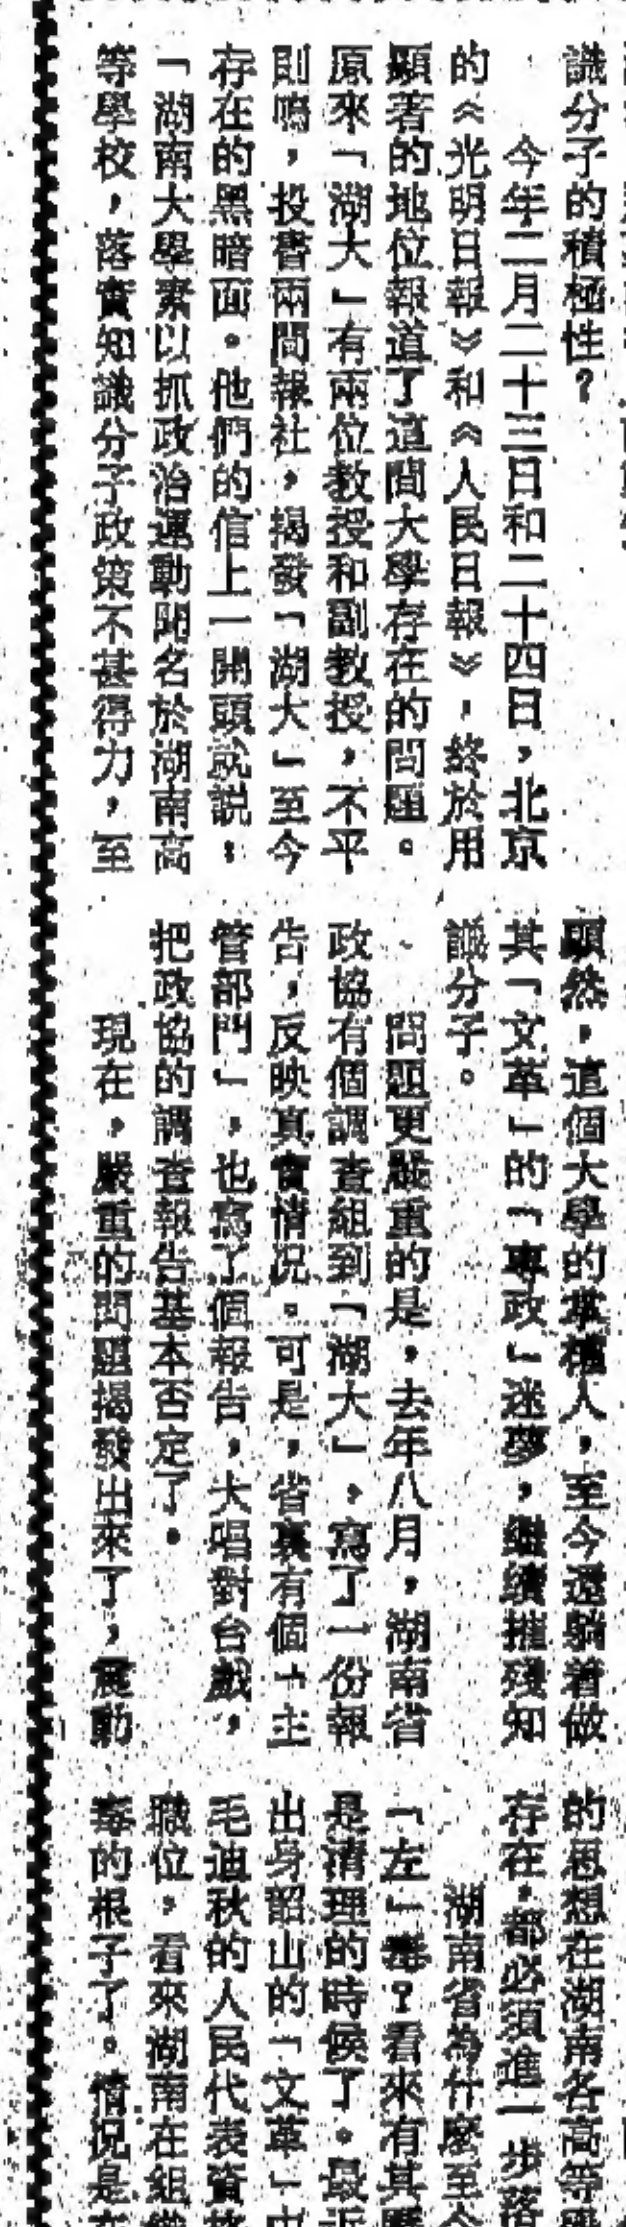 識分子的積極性？
今年二月二十三日和二十四日，北京
的《光明日報》和《人民日報》，終於用
顯著的地位報道了這間大學存在的問題。
原來「湖大」有兩位教授和副教授，不平
則鳴，投書兩間報社，揭發「湖大」至今
存在的黑暗面。他們的信上一開頭就說：
「湖南大學素以抓政治運動聞名於湖南高
等學校，落實知識分子政策不甚得力，至
顯然，這個大學的掌權人，至今還躺着做
其「文革」的「專政」迷夢，繼續摧殘知
識分子。
問題更嚴重的是，去年八月，湖南省
政協有個調查組到「湖大」，寫了一份報
告，反映真實情況。可是，省裏有個「主
管部門」，也寫了個報告，大唱對台戲，
把政協的調查報告基本否定了。
現在，嚴重的問題揭發出來了，震動
的思想在湖南各高等
存在，都必須進一步落
湖南省為什麼至今
「左」毒？看來有其
是清理的時候了。最近
出身韶山的「文革」
毛迪秋的人民代表資
職位，看來湖南在組
毒的根子了。情況是